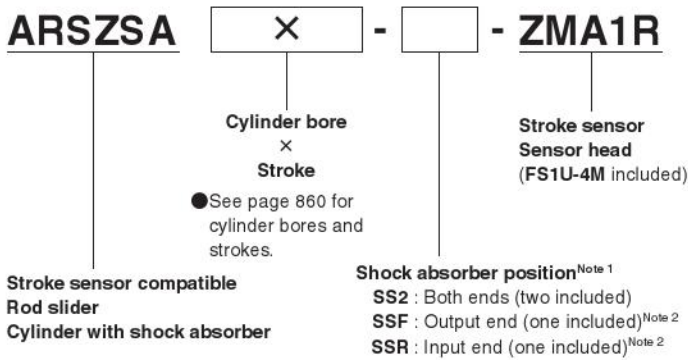 ARSZSA × - - ZMA1R
Cylinder bore
×
Stroke
●See page 860 for
cylinder bores and
strokes.
Stroke sensor
Sensor head
(FS1U-4M included)
Stroke sensor compatible
Rod slider
Cylinder with shock absorber
Shock absorber positionNote 1
SS2 : Both ends (two included)
SSF : Output end (one included)Note 2
SSR : Input end (one included)Note 2